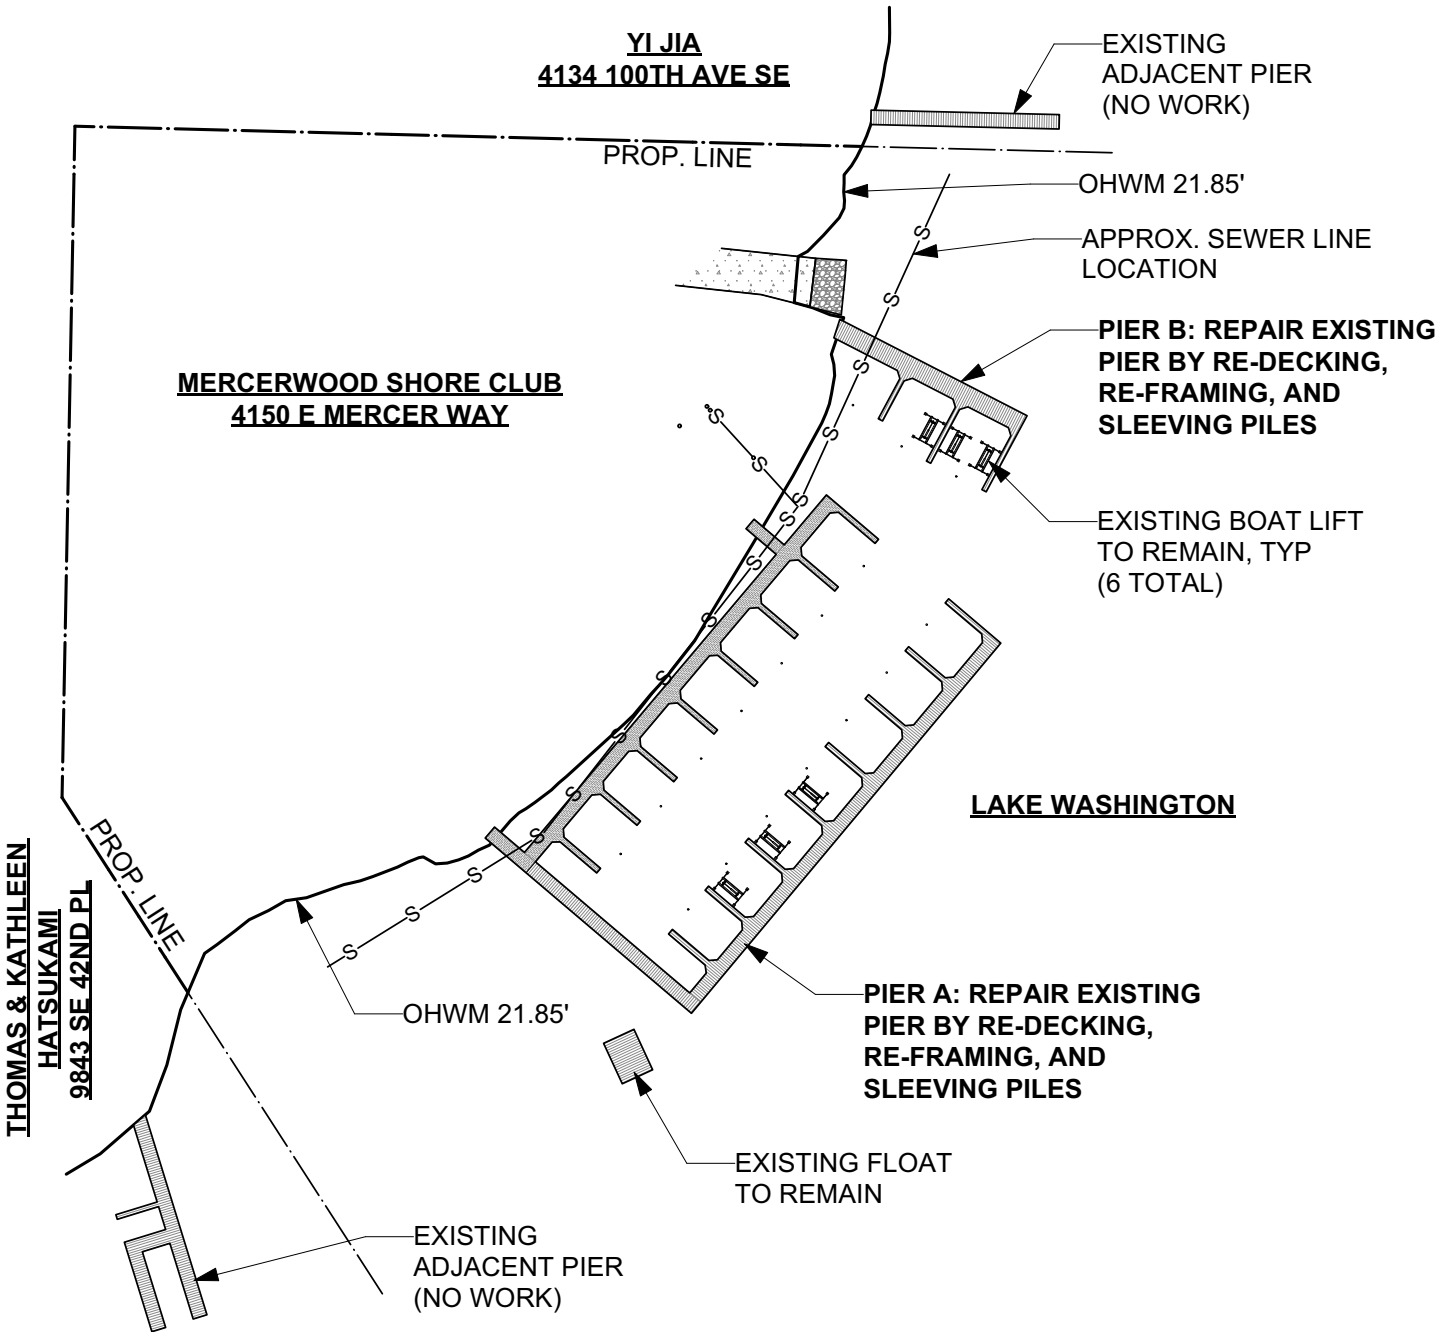 YI JIA
4134 100TH AVE SE
EXISTING
ADJACENT PIER
(NO WORK)
PROP. LINE
OHWM 21.85'
S
APPROX. SEWER LINE
LOCATION
S
PIER B: REPAIR EXISTING
PIER BY RE-DECKING,
RE-FRAMING, AND
SLEEVING PILES
S
MERCERWOOD SHORE CLUB
4150 E MERCER WAY
S
S
S
S
S
EXISTING BOAT LIFT
TO REMAIN, TYP
(6 TOTAL)
S
S
S
S
S
LAKE WASHINGTON
S
S
S
S
PROP. LINE
THOMAS & KATHLEEN
HATSUKAMI
9843 SE 42ND PL
OHWM 21.85'
PIER A: REPAIR EXISTING
PIER BY RE-DECKING,
RE-FRAMING, AND
SLEEVING PILES
EXISTING FLOAT
TO REMAIN
EXISTING
ADJACENT PIER
(NO WORK)